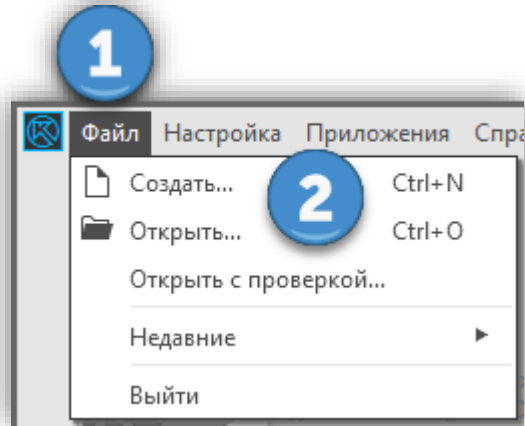 1
Файл Настройка Приложения
Создать... 2 Ctrl+N
Открыть... Ctrl+O
Открыть с проверкой...
Недавние
Выйти